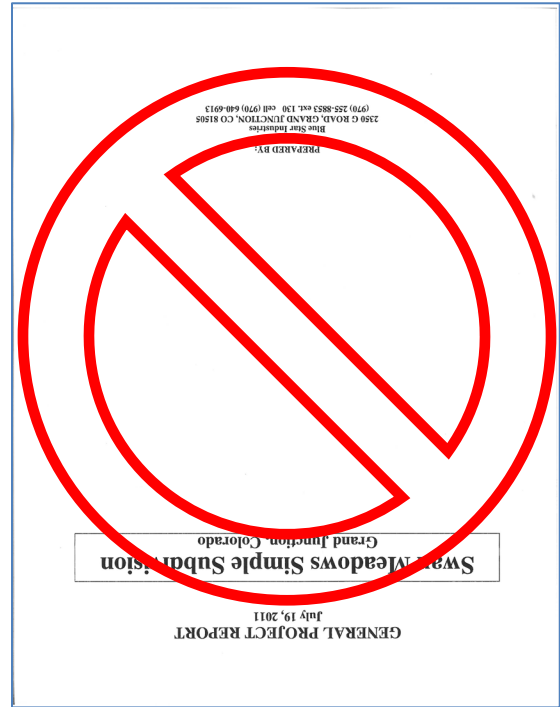 GENERAL PROJECT REPORT
July 19, 2011
Swan Meadows Simple Subdivision
Grand Junction, Colorado
PREPARED BY:
Blue Star Industries
2350 G ROAD, GRAND JUNCTION, CO 81505
(970) 255-8853 ext. 130 cell (970) 640-6913